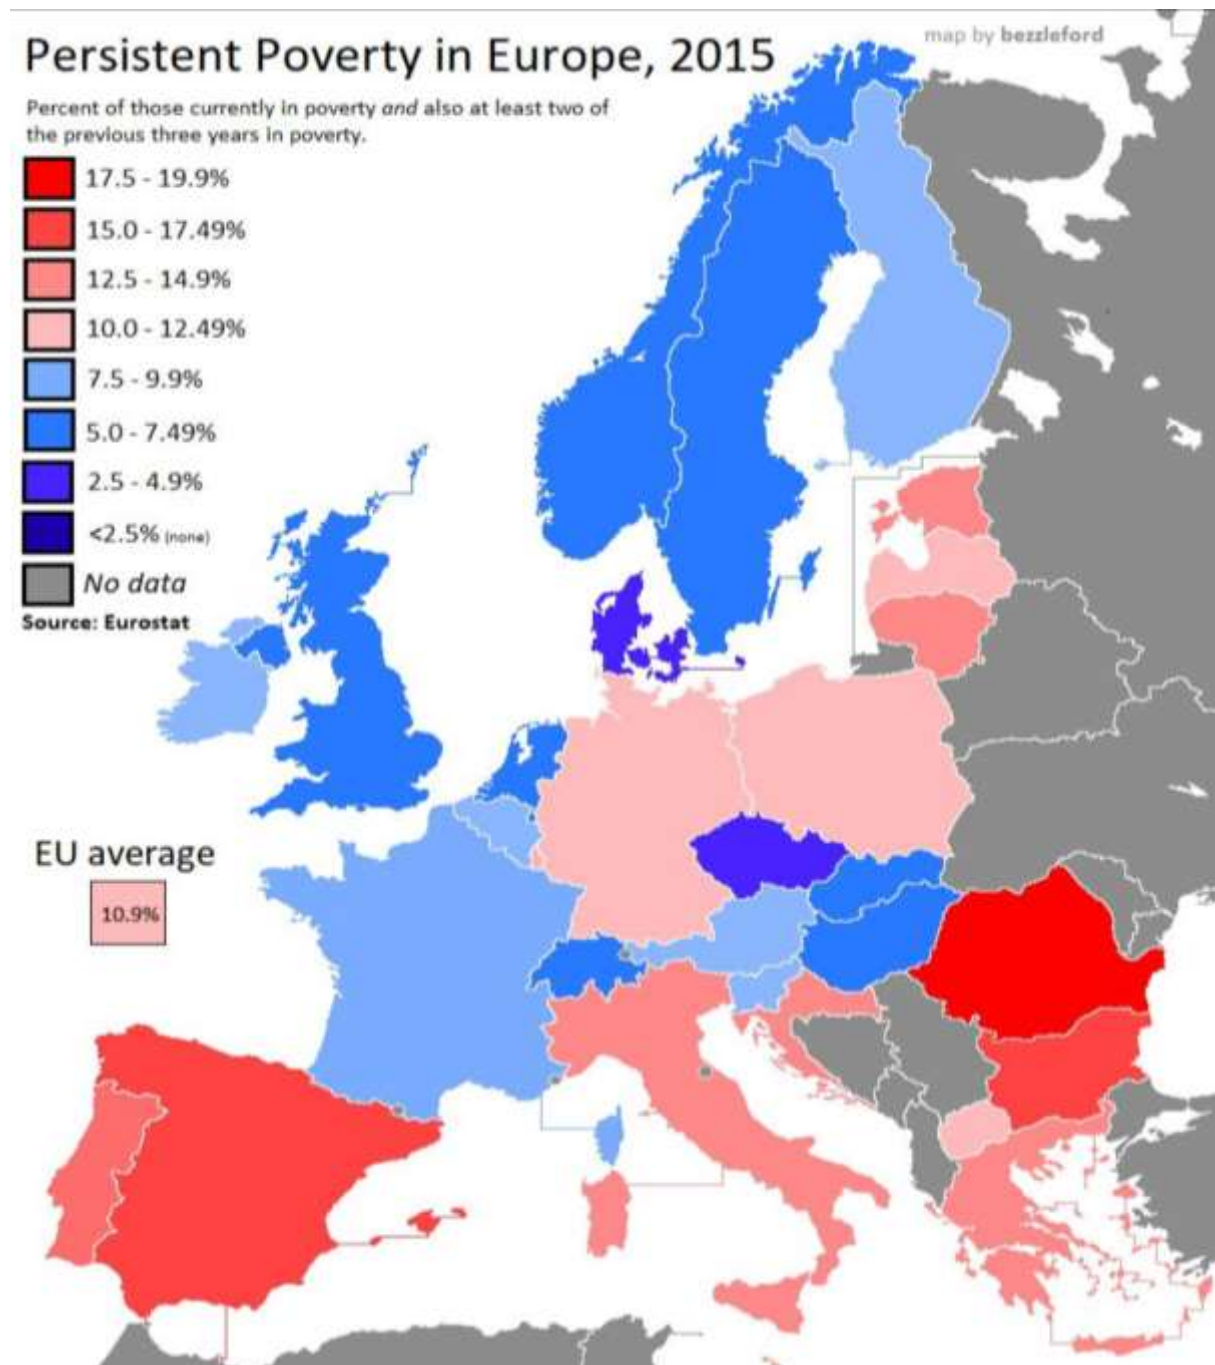 map by bezzleford
Persistent Poverty in Europe, 2015
Percent of those currently in poverty and also at least two of
the previous three years in poverty.
17.5 - 19.9%
15.0 - 17.49%
12.5 - 14.9%
10.0 - 12.49%
7.5 - 9.9%
5.0 - 7.49%
2.5 - 4.9%
<2.5% (none)
No data
Source: Eurostat
EU average
10.9%